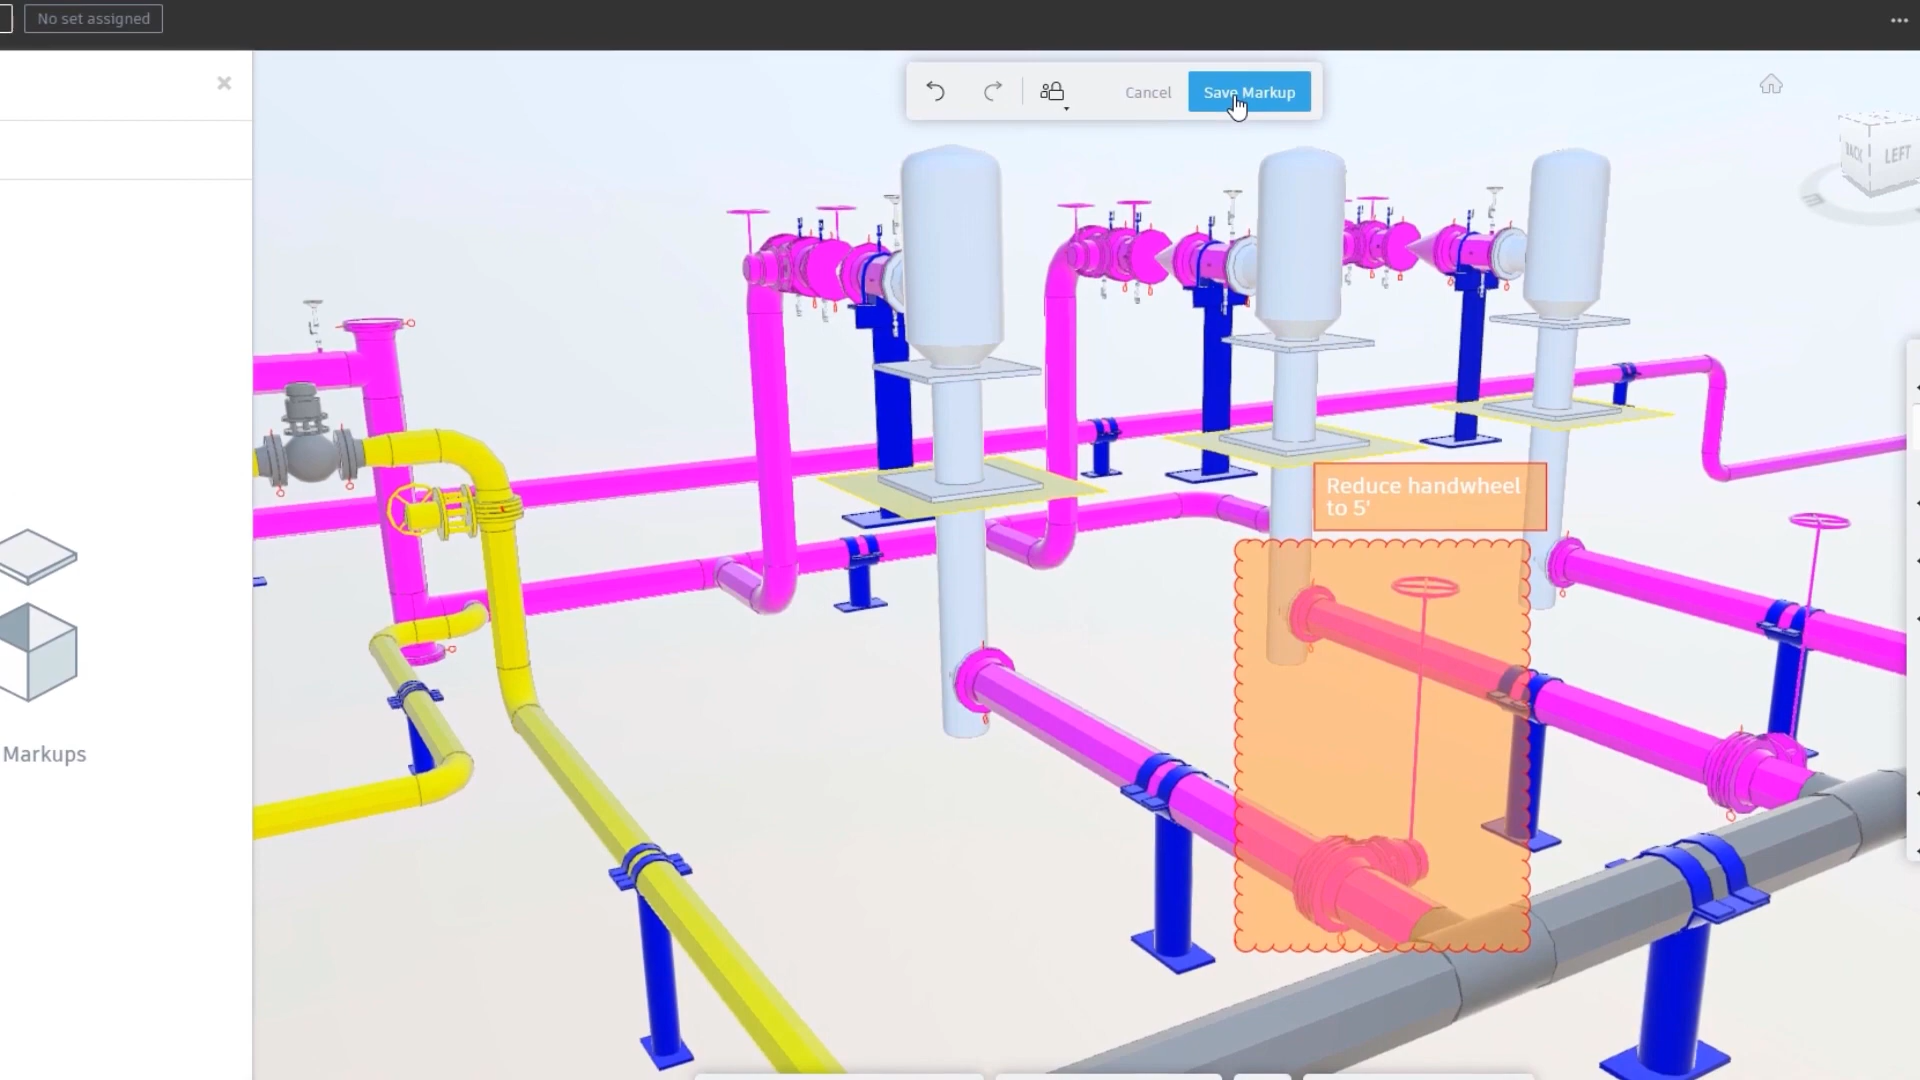 No set assigned
Cancel
Save Markup
BACK
LEFT
Reduce handwheel
to 5'
Markups